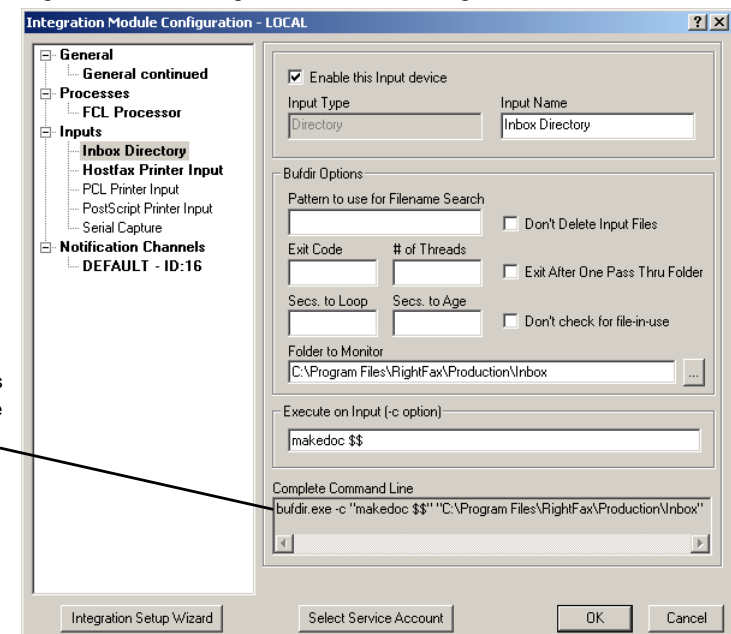 Integration Module Configuration - LOCAL
General
General continued
Processes
FCL Processor
Inputs
Inbox Directory
Hostfax Printer Input
PCL Printer Input
PostScript Printer Input
Serial Capture
Notification Channels
DEFAULT - ID:16
Enable this Input device
Input Type
Input Name
Directory
Inbox Directory
Bufdir Options
Pattern to use for Filename Search
Don't Delete Input Files
Exit Code
# of Threads
Exit After One Pass Thru Folder
Secs. to Loop
Secs. to Age
Don't check for file-in-use
Folder to Monitor
C:\Program Files\RightFax\Production\Inbox
...
Execute on Input (-c option)
makedoc $$
Complete Command Line
bufdir.exe -c "makedoc $$" "C:\Program Files\RightFax\Production\Inbox"
Integration Setup Wizard
Select Service Account
OK
Cancel